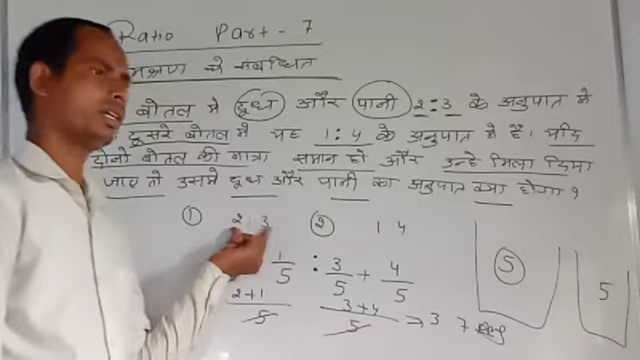 Ratio Part - 7
मिश्रण से संबंधित
बोतल मे दूध और पानी 2:3 के अनुपात मे
दूसरे बोतल में यह 1:4 के अनुपात में है। यदि
दोनो बोतल की मात्रा समान हो और उन्हे मिला दिया
जाए तो उसमे दूध और पानी का अनुपात क्या होगा ?
① 2 3 ② 1 4
1/5 : 3/5 + 4/5
2+1/5 3+4/5 → 3 7
5 5